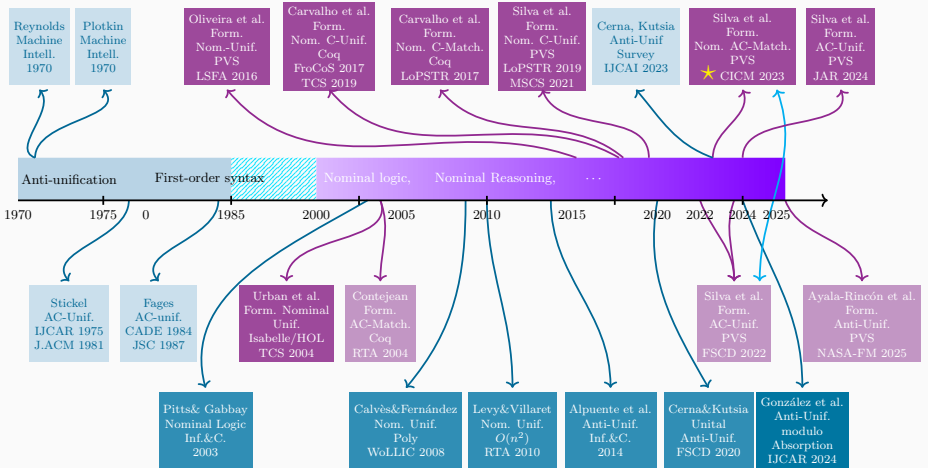 Reynolds
Machine
Intell.
1970
Plotkin
Machine
Intell.
1970
Oliveira et al.
Form.
Nom.-Unif.
PVS
LSFA 2016
Carvalho et al.
Form.
Nom. C-Unif.
Coq
FroCoS 2017
TCS 2019
Carvalho et al.
Form.
Nom. C-Match.
Coq
LoPSTR 2017
Silva et al.
Form.
Nom. C-Unif.
PVS
LoPSTR 2019
MSCS 2021
Cerna, Kutsia
Anti-Unif
Survey
IJCAI 2023
Silva et al.
Form.
Nom. AC-Match.
PVS
CICM 2023
Silva et al.
Form.
AC-Unif.
PVS
JAR 2024
Anti-unification
First-order syntax
Nominal logic,
Nominal Reasoning,
...
1970
1975
0
1985
2000
2005
2010
2015
2020
2022
2024
2025
Stickel
AC-Unif.
IJCAR 1975
J.ACM 1981
Fages
AC-unif.
CADE 1984
JSC 1987
Urban et al.
Form. Nominal
Unif.
Isabelle/HOL
TCS 2004
Contejean
Form.
AC-Match.
Coq
RTA 2004
Silva et al.
Form.
AC-Unif.
PVS
FSCD 2022
Ayala-Rincón et al.
Form.
Anti-Unif.
PVS
NASA-FM 2025
Pitts& Gabbay
Nominal Logic
Inf.&C.
2003
Calvès&Fernández
Nom. Unif.
Poly
WoLLIC 2008
Levy&Villaret
Nom. Unif.
O(n²)
RTA 2010
Alpuente et al.
Anti-Unif.
Inf.&C.
2014
Cerna&Kutsia
Unital
Anti-Unif.
FSCD 2020
González et al.
Anti-Unif.
modulo
Absorption
IJCAR 2024